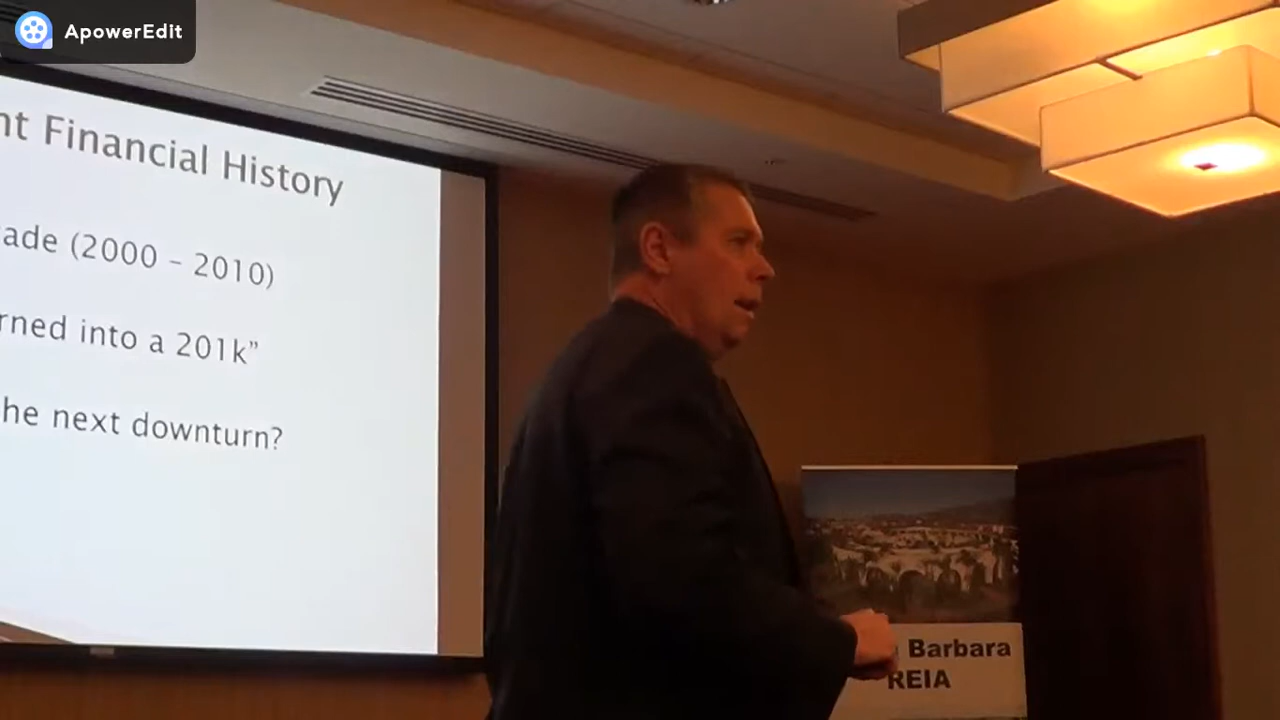 ApowerEdit
nt Financial History
ade (2000 – 2010)
rned into a 201k”
he next downturn?
Barbara
REIA